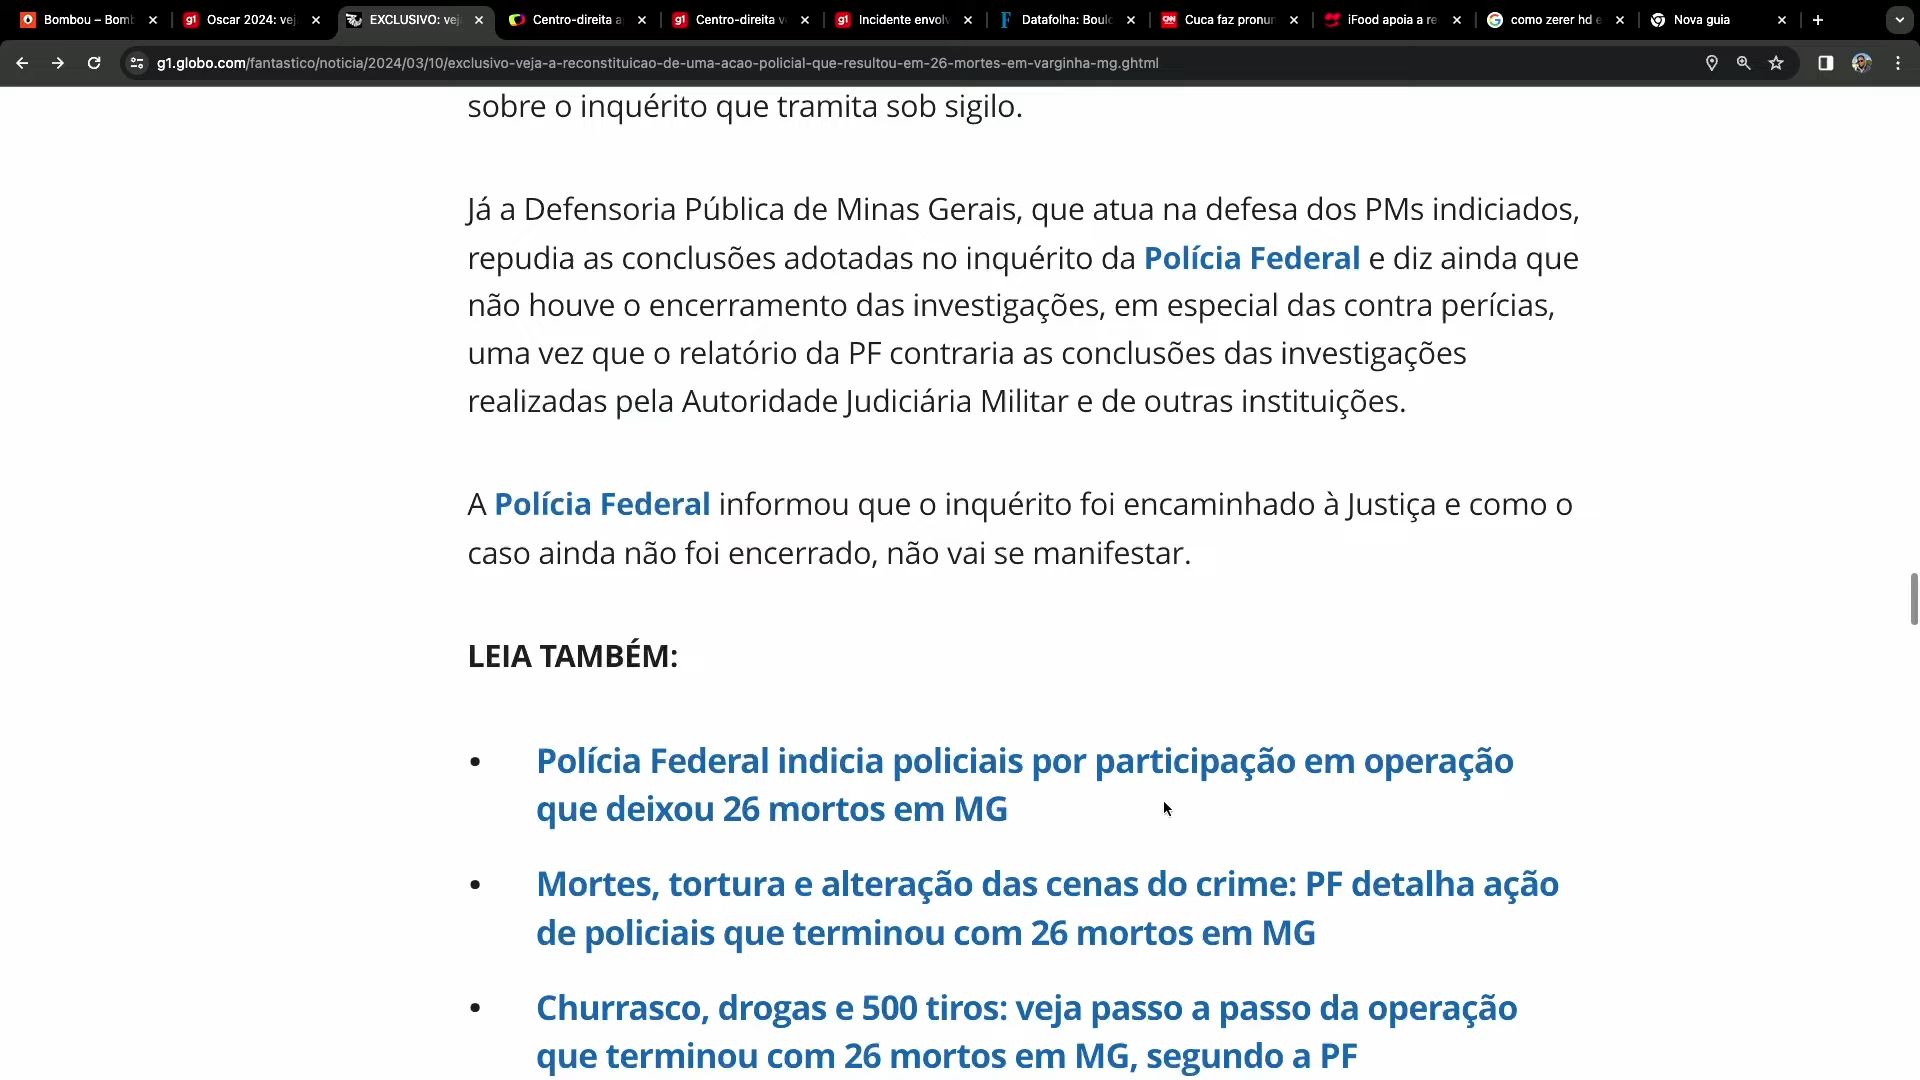 Bombou – Bomb
Oscar 2024: vej
EXCLUSIVO: vej
Centro-direita a
Centro-direita v
Incidente envol
Datafolha: Boulo
Cuca faz pronun
iFood apoia a re
como zerer hd e
Nova guia
g1.globo.com/fantastico/noticia/2024/03/10/exclusivo-veja-a-reconstituicao-de-uma-acao-policial-que-resultou-em-26-mortes-em-varginha-mg.ghtml
sobre o inquérito que tramita sob sigilo.
Já a Defensoria Pública de Minas Gerais, que atua na defesa dos PMs indiciados,
repudia as conclusões adotadas no inquérito da Polícia Federal e diz ainda que
não houve o encerramento das investigações, em especial das contra perícias,
uma vez que o relatório da PF contraria as conclusões das investigações
realizadas pela Autoridade Judiciária Militar e de outras instituições.
A Polícia Federal informou que o inquérito foi encaminhado à Justiça e como o
caso ainda não foi encerrado, não vai se manifestar.
LEIA TAMBÉM:
• Polícia Federal indicia policiais por participação em operação
que deixou 26 mortos em MG
• Mortes, tortura e alteração das cenas do crime: PF detalha ação
de policiais que terminou com 26 mortos em MG
• Churrasco, drogas e 500 tiros: veja passo a passo da operação
que terminou com 26 mortos em MG, segundo a PF